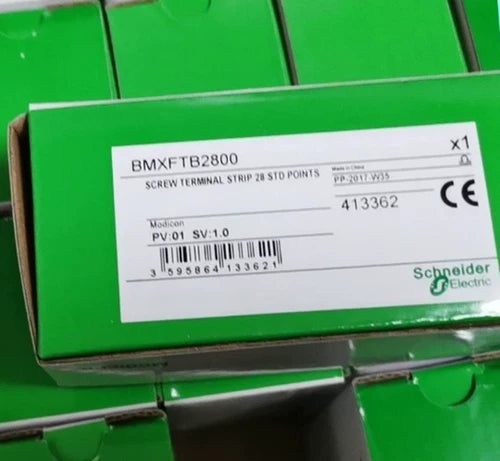 BMXFTB2800
x1
SCREW TERMINAL STRIP 28 STD POINTS
Made in China
PP-2017-W35
413362
CE
Modicon
PV:01 SV:1.0
3 595864 133621
Schneider
Electric